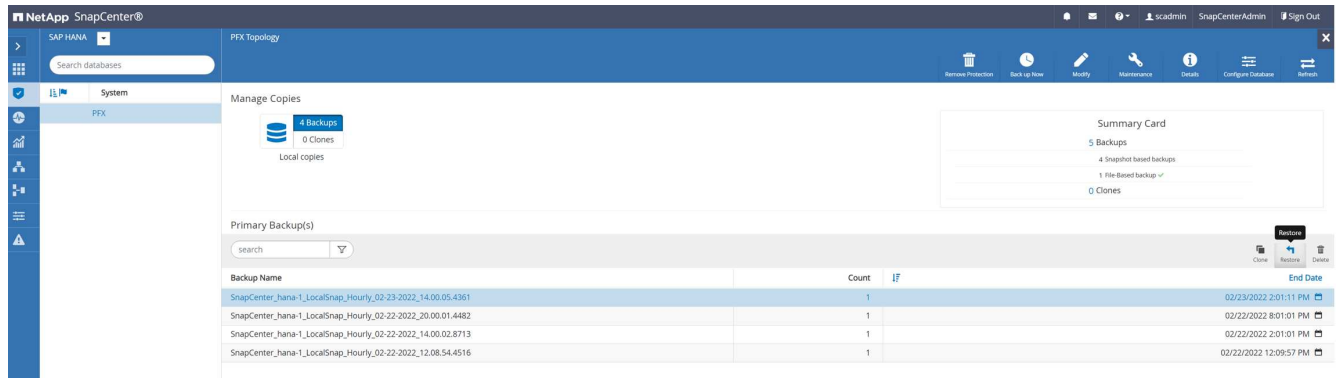 NetApp SnapCenter®
scadmin SnapCenterAdmin Sign Out
SAP HANA
PFX Topology
Search databases
Remove Protection Back up Now Modify Maintenance Details Configure Database Refresh
System
PFX
Manage Copies
4 Backups
0 Clones
Local copies
Summary Card
5 Backups
4 Snapshot based backups
1 File-Based backup ✓
0 Clones
Primary Backup(s)
Restore
search
Clone Restore Delete
Backup Name Count End Date
SnapCenter_hana-1_LocalSnap_Hourly_02-23-2022_14.00.05.4361 1 02/23/2022 2:01:11 PM
SnapCenter_hana-1_LocalSnap_Hourly_02-22-2022_20.00.01.4482 1 02/22/2022 8:01:01 PM
SnapCenter_hana-1_LocalSnap_Hourly_02-22-2022_14.00.02.8713 1 02/22/2022 2:01:01 PM
SnapCenter_hana-1_LocalSnap_Hourly_02-22-2022_12.08.54.4516 1 02/22/2022 12:09:57 PM